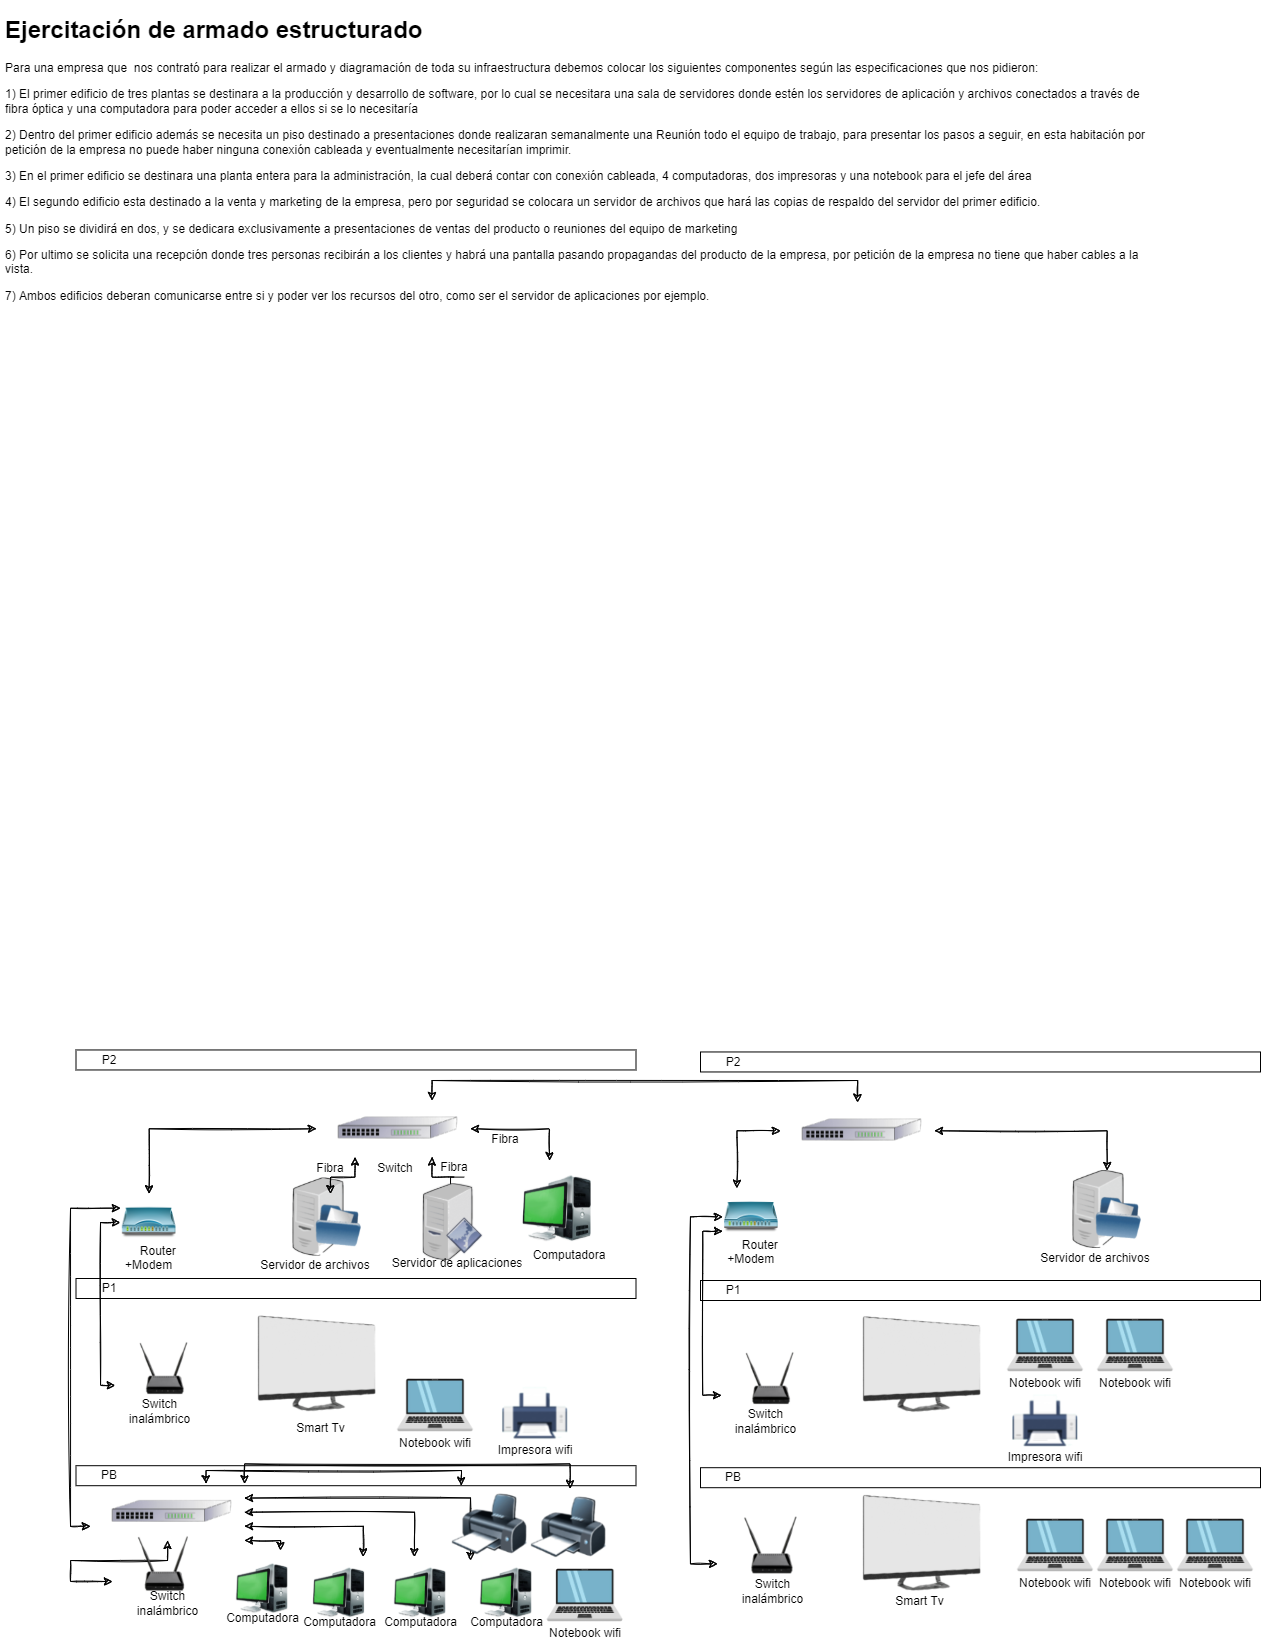 Ejercitación de armado estructurado
Para una empresa que  nos contrató para realizar el armado y diagramación de toda su infraestructura debemos colocar los siguientes componentes según las especificaciones que nos pidieron:
1) El primer edificio de tres plantas se destinara a la producción y desarrollo de software, por lo cual se necesitara una sala de servidores donde estén los servidores de aplicación y archivos conectados a través de
fibra óptica y una computadora para poder acceder a ellos si se lo necesitaría
2) Dentro del primer edificio además se necesita un piso destinado a presentaciones donde realizaran semanalmente una Reunión todo el equipo de trabajo, para presentar los pasos a seguir, en esta habitación por
petición de la empresa no puede haber ninguna conexión cableada y eventualmente necesitarían imprimir.
3) En el primer edificio se destinara una planta entera para la administración, la cual deberá contar con conexión cableada, 4 computadoras, dos impresoras y una notebook para el jefe del área
4) El segundo edificio esta destinado a la venta y marketing de la empresa, pero por seguridad se colocara un servidor de archivos que hará las copias de respaldo del servidor del primer edificio.
5) Un piso se dividirá en dos, y se dedicara exclusivamente a presentaciones de ventas del producto o reuniones del equipo de marketing
6) Por ultimo se solicita una recepción donde tres personas recibirán a los clientes y habrá una pantalla pasando propagandas del producto de la empresa, por petición de la empresa no tiene que haber cables a la
vista.
7) Ambos edificios deberan comunicarse entre si y poder ver los recursos del otro, como ser el servidor de aplicaciones por ejemplo.
P2
P2
Fibra
Fibra
Switch
Fibra
Router
+Modem
Servidor de archivos
Servidor de aplicaciones
Computadora
Router
+Modem
Servidor de archivos
P1
P1
Switch
inalámbrico
Smart Tv
Notebook wifi
Impresora wifi
Switch
inalámbrico
Notebook wifi
Notebook wifi
Impresora wifi
PB
PB
Switch
inalámbrico
Computadora
Computadora
Computadora
Computadora
Notebook wifi
Switch
inalámbrico
Smart Tv
Notebook wifi
Notebook wifi
Notebook wifi